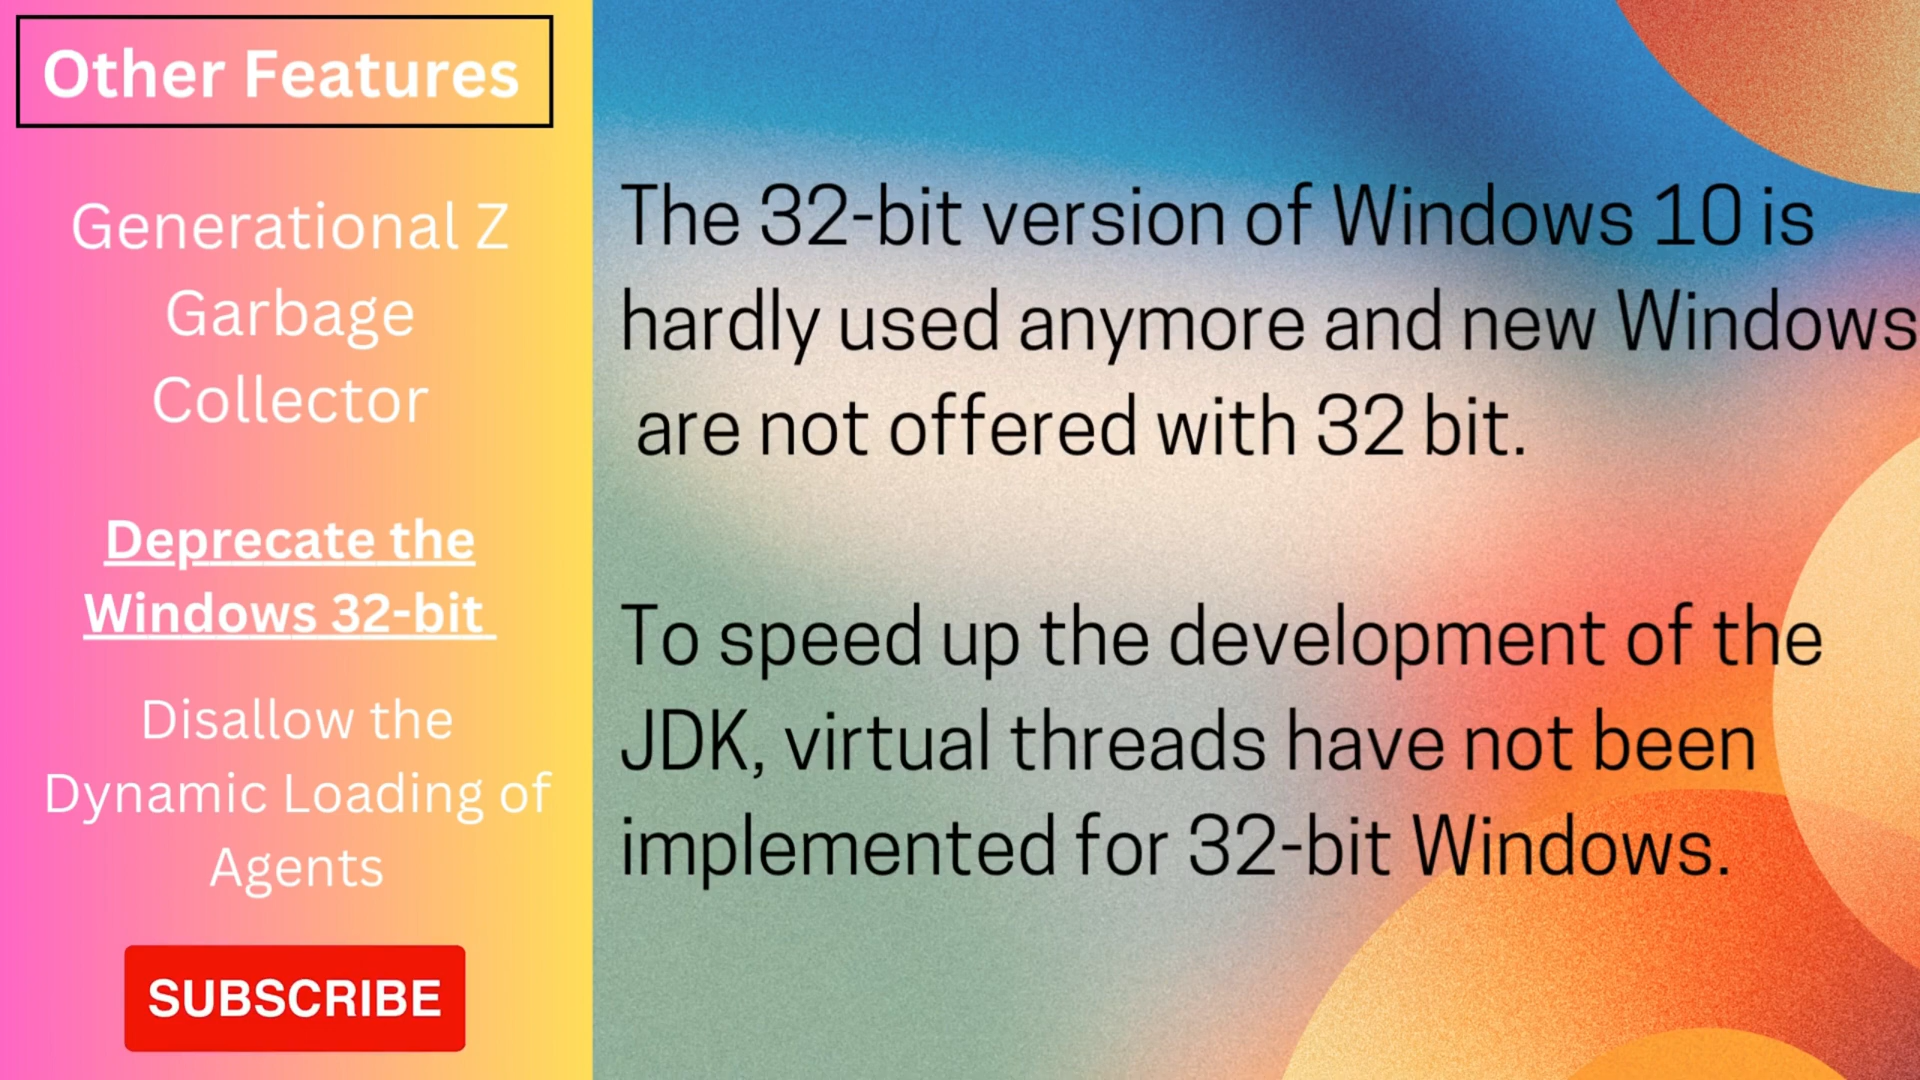 Other Features
Generational Z
Garbage
Collector
Deprecate the
Windows 32-bit
Disallow the
Dynamic Loading of
Agents
SUBSCRIBE
The 32-bit version of Windows 10 is
hardly used anymore and new Windows
are not offered with 32 bit.
To speed up the development of the
JDK, virtual threads have not been
implemented for 32-bit Windows.